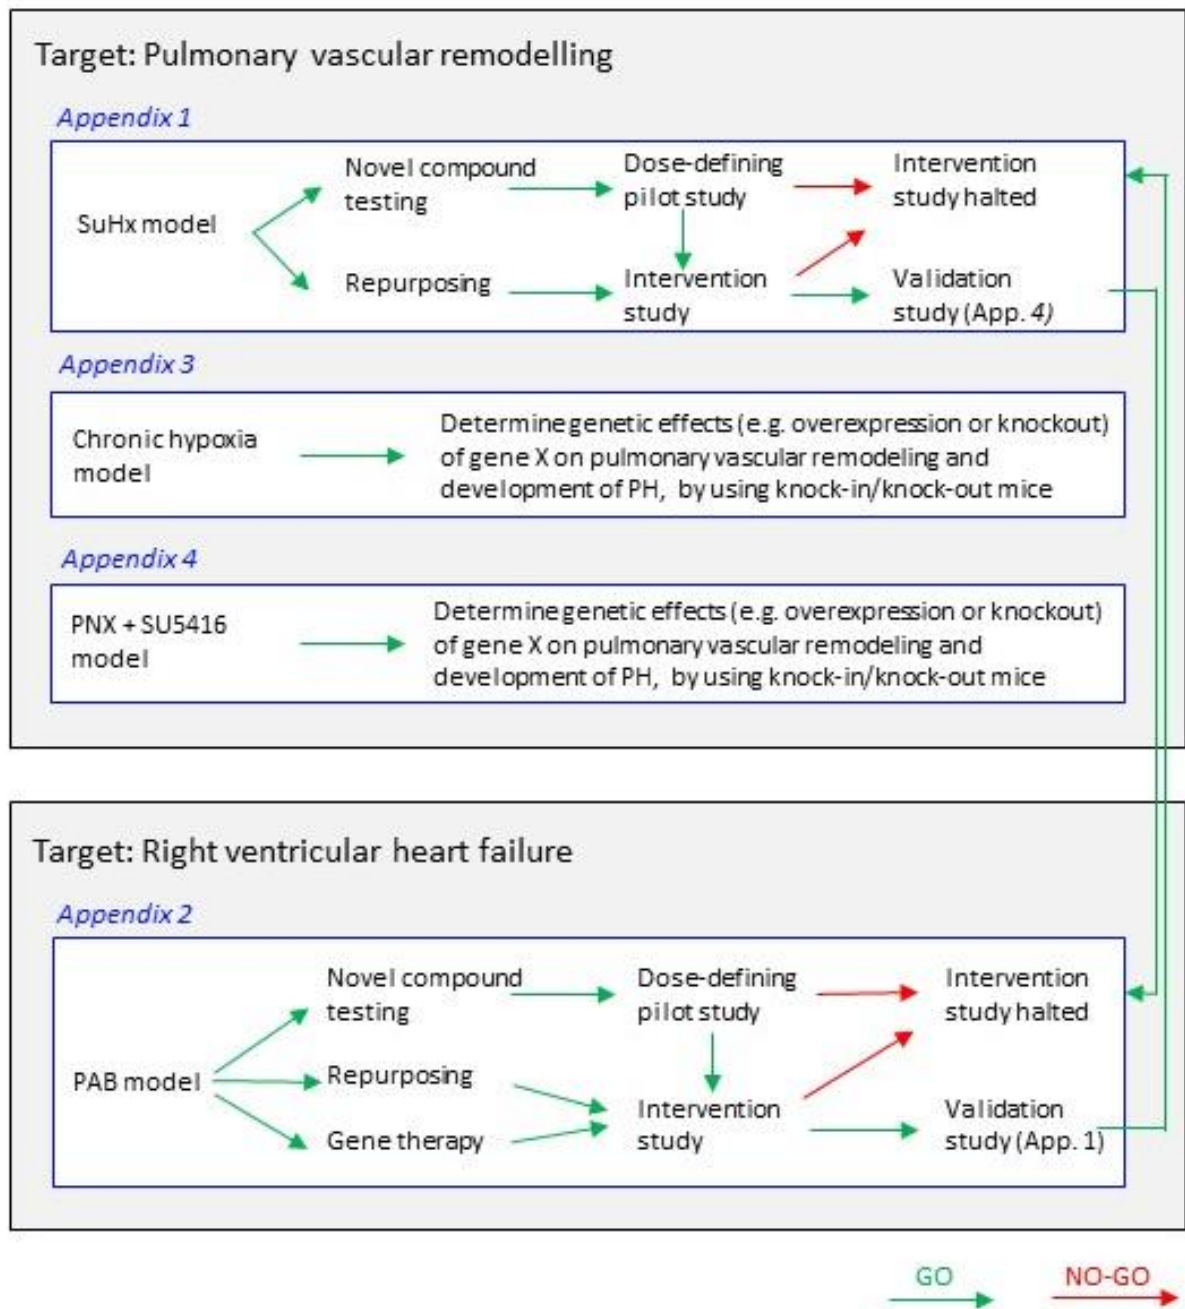 Target: Pulmonary vascular remodelling
Appendix 1
SuHx model
Novel compound
testing
Dose-defining
pilot study
Intervention
study halted
Repurposing
Intervention
study
Validation
study (App. 4)
Appendix 3
Chronic hypoxia
model
Determine genetic effects (e.g. overexpression or knockout)
of gene X on pulmonary vascular remodeling and
development of PH, by using knock-in/knock-out mice
Appendix 4
PNX + SU5416
model
Determine genetic effects (e.g. overexpression or knockout)
of gene X on pulmonary vascular remodeling and
development of PH, by using knock-in/knock-out mice
Target: Right ventricular heart failure
Appendix 2
PAB model
Novel compound
testing
Dose-defining
pilot study
Intervention
study halted
Repurposing
Gene therapy
Intervention
study
Validation
study (App. 1)
GO
NO-GO